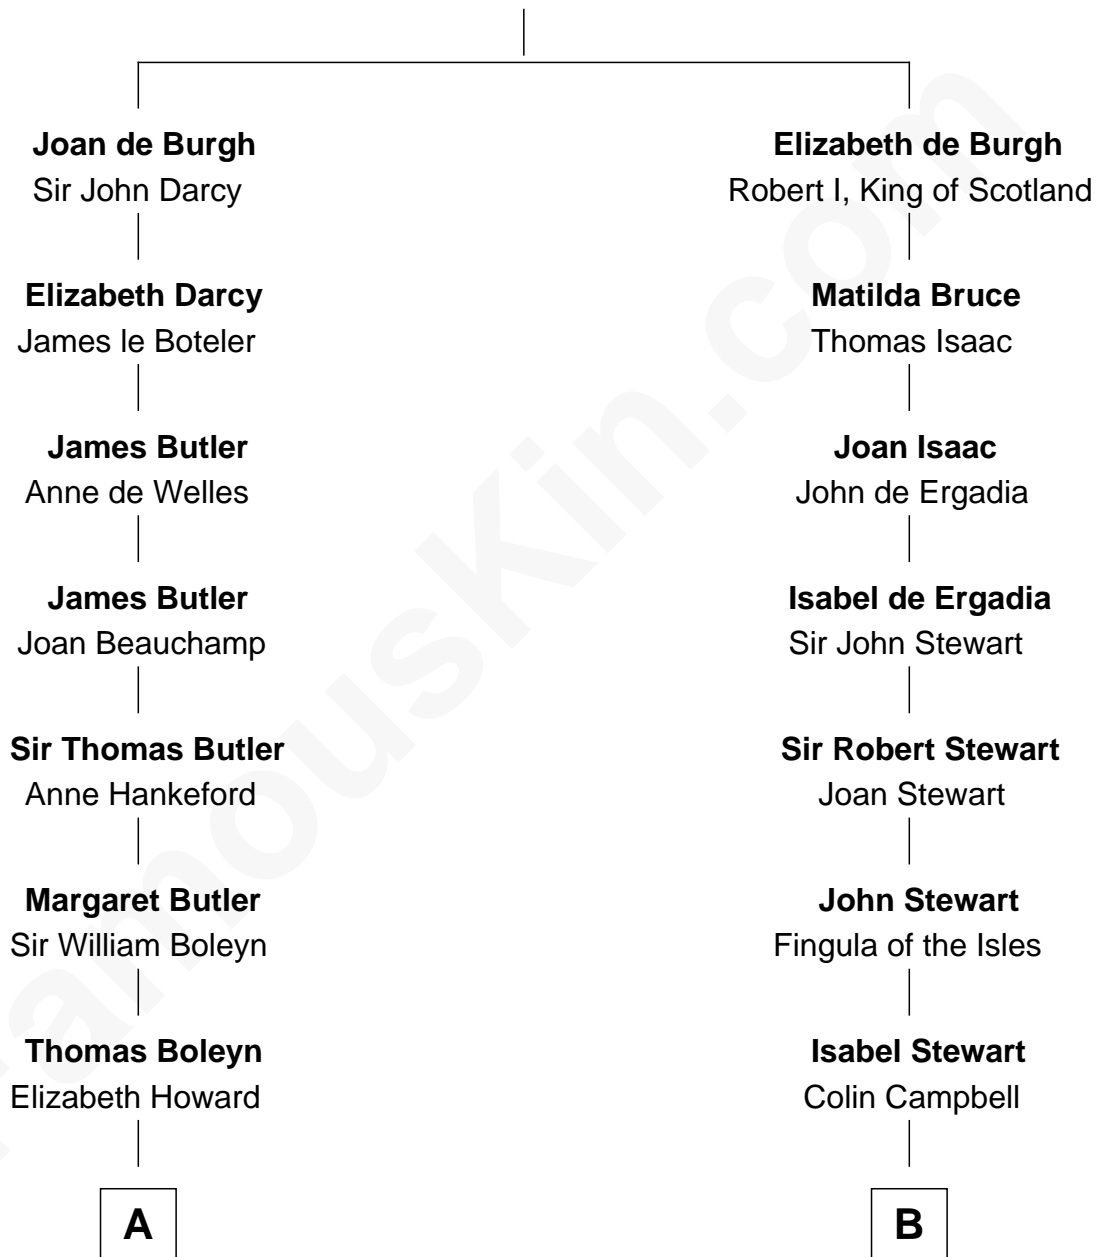 Joan de Burgh
Sir John Darcy
Elizabeth Darcy
James le Boteler
James Butler
Anne de Welles
James Butler
Joan Beauchamp
Sir Thomas Butler
Anne Hankeford
Margaret Butler
Sir William Boleyn
Thomas Boleyn
Elizabeth Howard
A
Elizabeth de Burgh
Robert I, King of Scotland
Matilda Bruce
Thomas Isaac
Joan Isaac
John de Ergadia
Isabel de Ergadia
Sir John Stewart
Sir Robert Stewart
Joan Stewart
John Stewart
Fingula of the Isles
Isabel Stewart
Colin Campbell
B
FamousKin.com